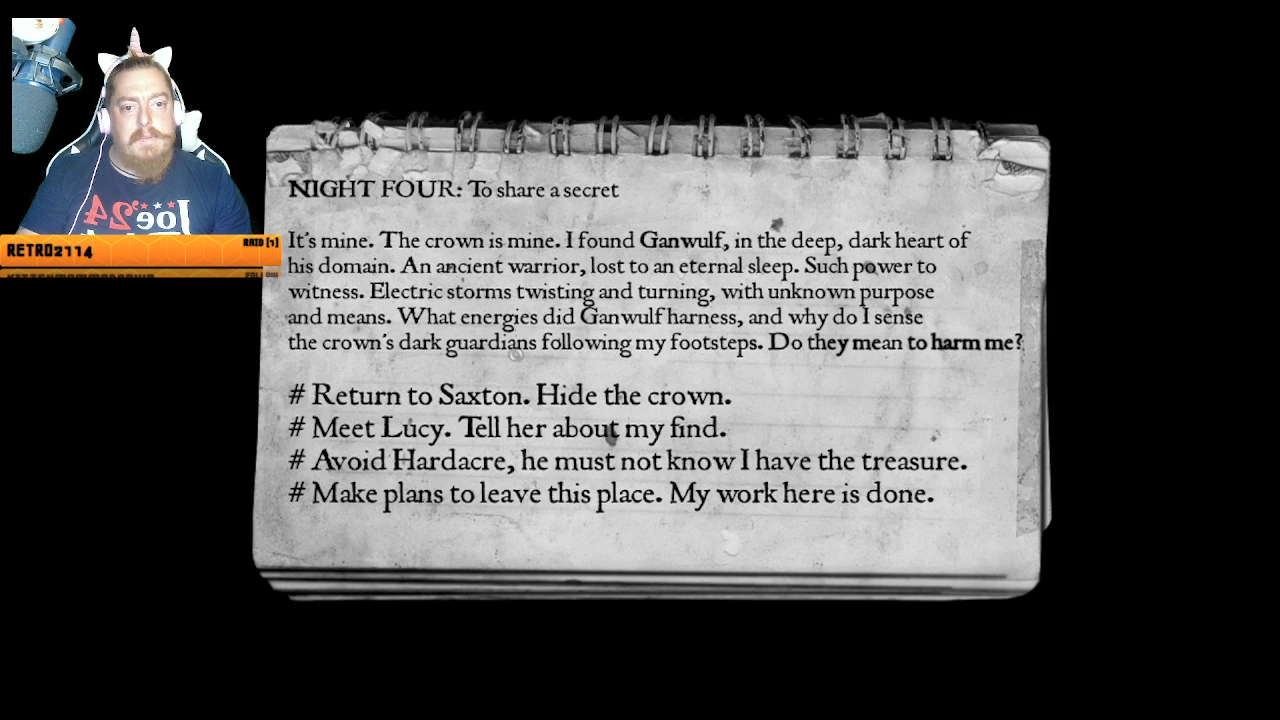 Joe '24
RETRO2114
RAID [1]
FOLLOW
NIGHT FOUR: To share a secret
It's mine. The crown is mine. I found Ganwulf, in the deep, dark heart of
his domain. An ancient warrior, lost to an eternal sleep. Such power to
witness. Electric storms twisting and turning, with unknown purpose
and means. What energies did Ganwulf harness, and why do I sense
the crown's dark guardians following my footsteps. Do they mean to harm me?
# Return to Saxton. Hide the crown.
# Meet Lucy. Tell her about my find.
# Avoid Hardacre, he must not know I have the treasure.
# Make plans to leave this place. My work here is done.